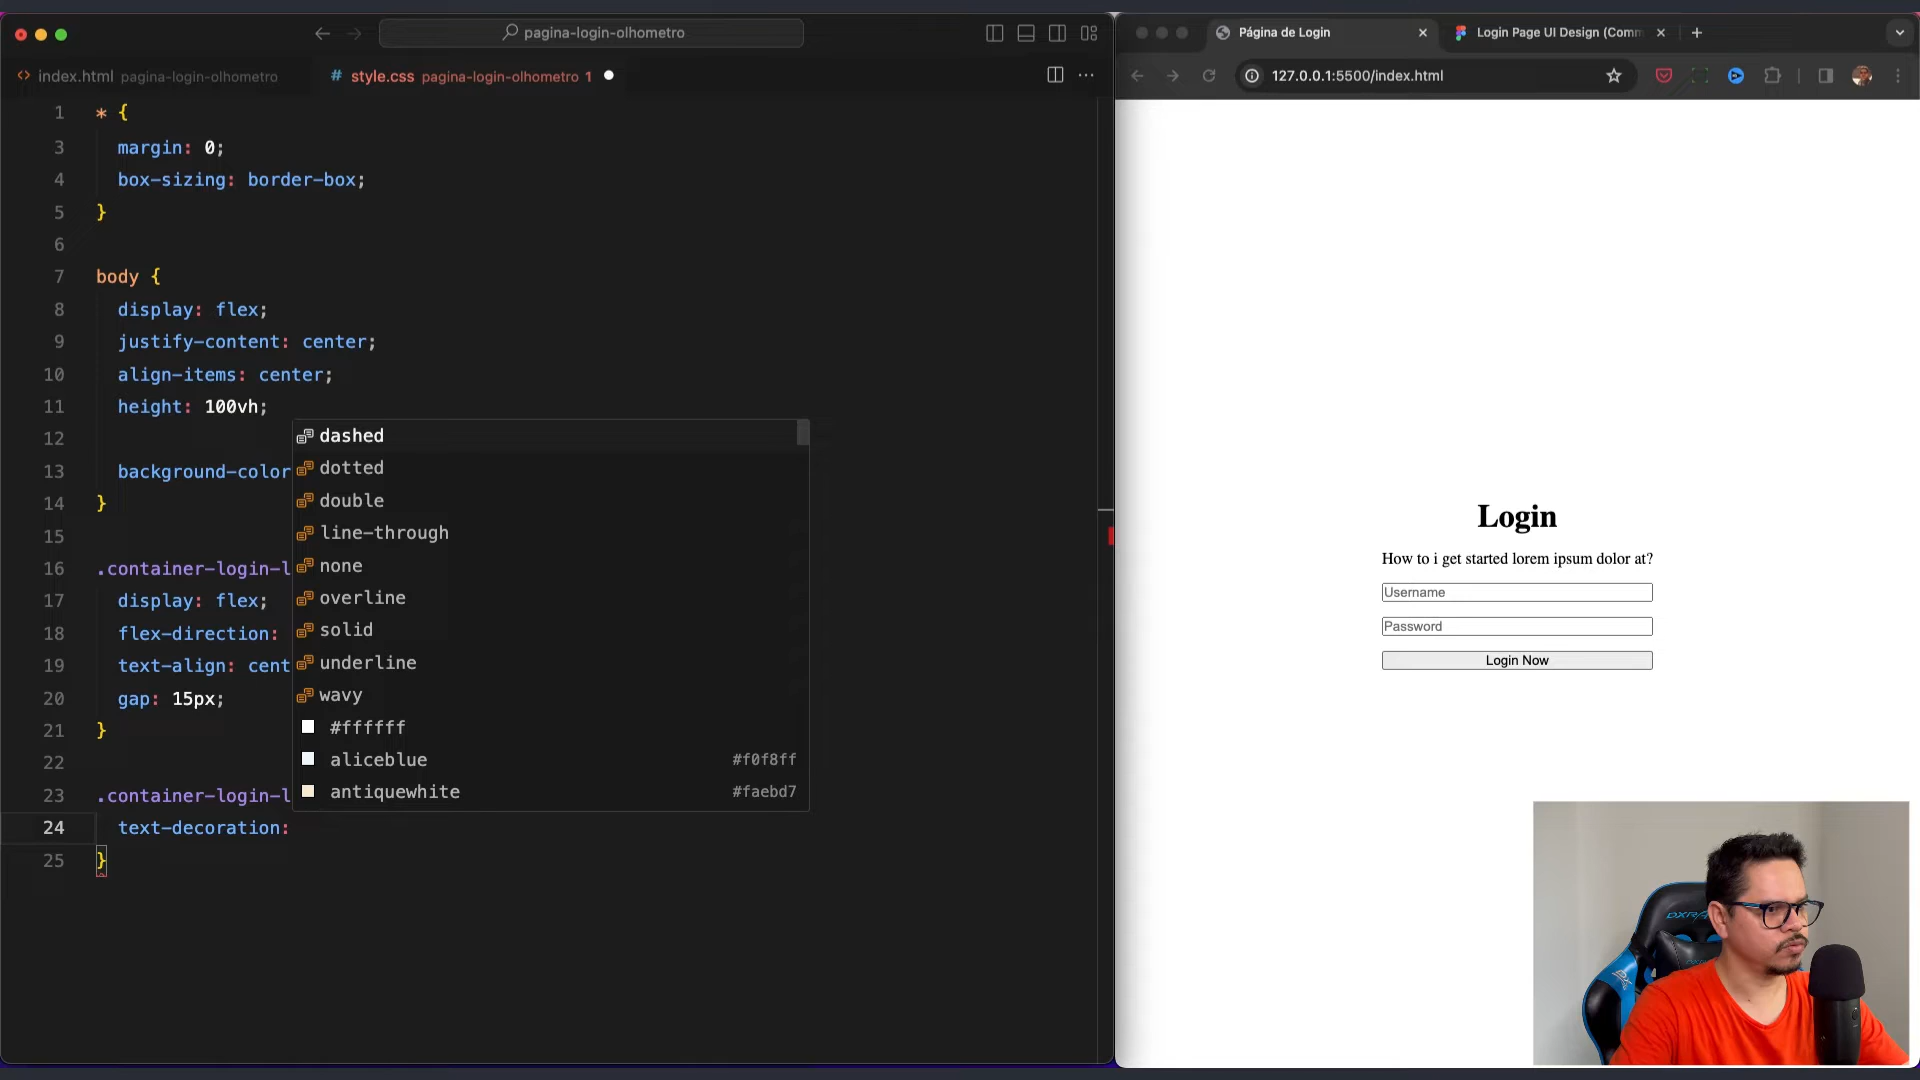 pagina-login-olhometro
index.html pagina-login-olhometro
# style.css pagina-login-olhometro 1
1 * {
3 margin: 0;
4 box-sizing: border-box;
5 }
6
7 body {
8 display: flex;
9 justify-content: center;
10 align-items: center;
11 height: 100vh;
12
13 background-color
14 }
15
16 .container-login-l
17 display: flex;
18 flex-direction:
19 text-align: cent
20 gap: 15px;
21 }
22
23 .container-login-l
24 text-decoration:
25 }
dashed
dotted
double
line-through
none
overline
solid
underline
wavy
#ffffff
aliceblue #f0f8ff
antiquewhite #faebd7
Página de Login
Login Page UI Design (Comm
127.0.0.1:5500/index.html
Login
How to i get started lorem ipsum dolor at?
Username
Password
Login Now